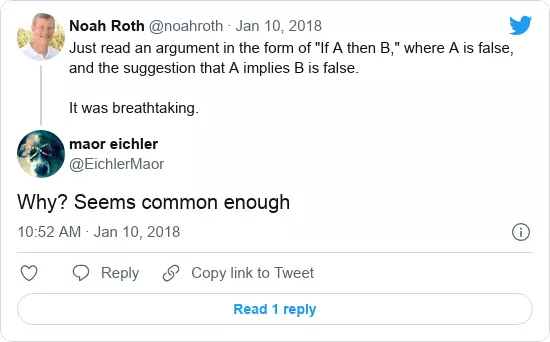 Noah Roth @noahroth · Jan 10, 2018
Just read an argument in the form of "If A then B," where A is false,
and the suggestion that A implies B is false.
It was breathtaking.
maor eichler
@EichlerMaor
Why? Seems common enough
10:52 AM · Jan 10, 2018
Reply
Copy link to Tweet
Read 1 reply